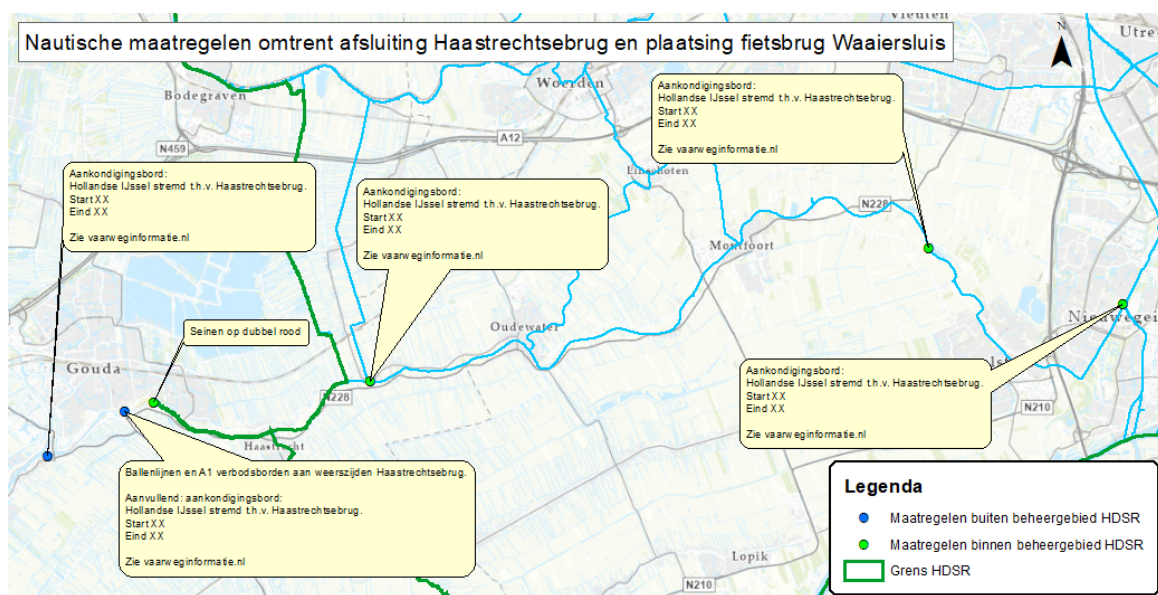 Nautische maatregelen omtrent afsluiting Haastrechtsebrug en plaatsing fietsbrug Waaiersluis
Vleuten
Utre
N
Woerden
Bodegraven
A12
N459
Aankondigingsbord:
Hollandse IJssel stremd t.h.v. Haastrechtsebrug.
Start XX
Eind XX
Zie vaarweginformatie.nl
Aankondigingsbord:
Hollandse IJssel stremd t.h.v. Haastrechtsebrug.
Start XX
Eind XX
Zie vaarweginformatie.nl
Aankondigingsbord:
Hollandse IJssel stremd t.h.v. Haastrechtsebrug.
Start XX
Eind XX
Zie vaarweginformatie.nl
N228
Montfoort
Oudewater
Nieuwegei
Seinen op dubbel rood
Gouda
N228
Haastrecht
Aankondigingsbord:
Hollandse IJssel stremd t.h.v. Haastrechtsebrug.
Start XX
Eind XX
Zie vaarweginformatie.nl
N210
Ballenlijnen en A1 verbodsborden aan weerszijden Haastrechtsebrug.
Aanvullend: aankondigingsbord:
Hollandse IJssel stremd t.h.v. Haastrechtsebrug.
Start XX
Eind XX
Zie vaarweginformatie.nl
Lopik
N210
Legenda
Maatregelen buiten beheergebied HDSR
Maatregelen binnen beheergebied HDSR
Grens HDSR